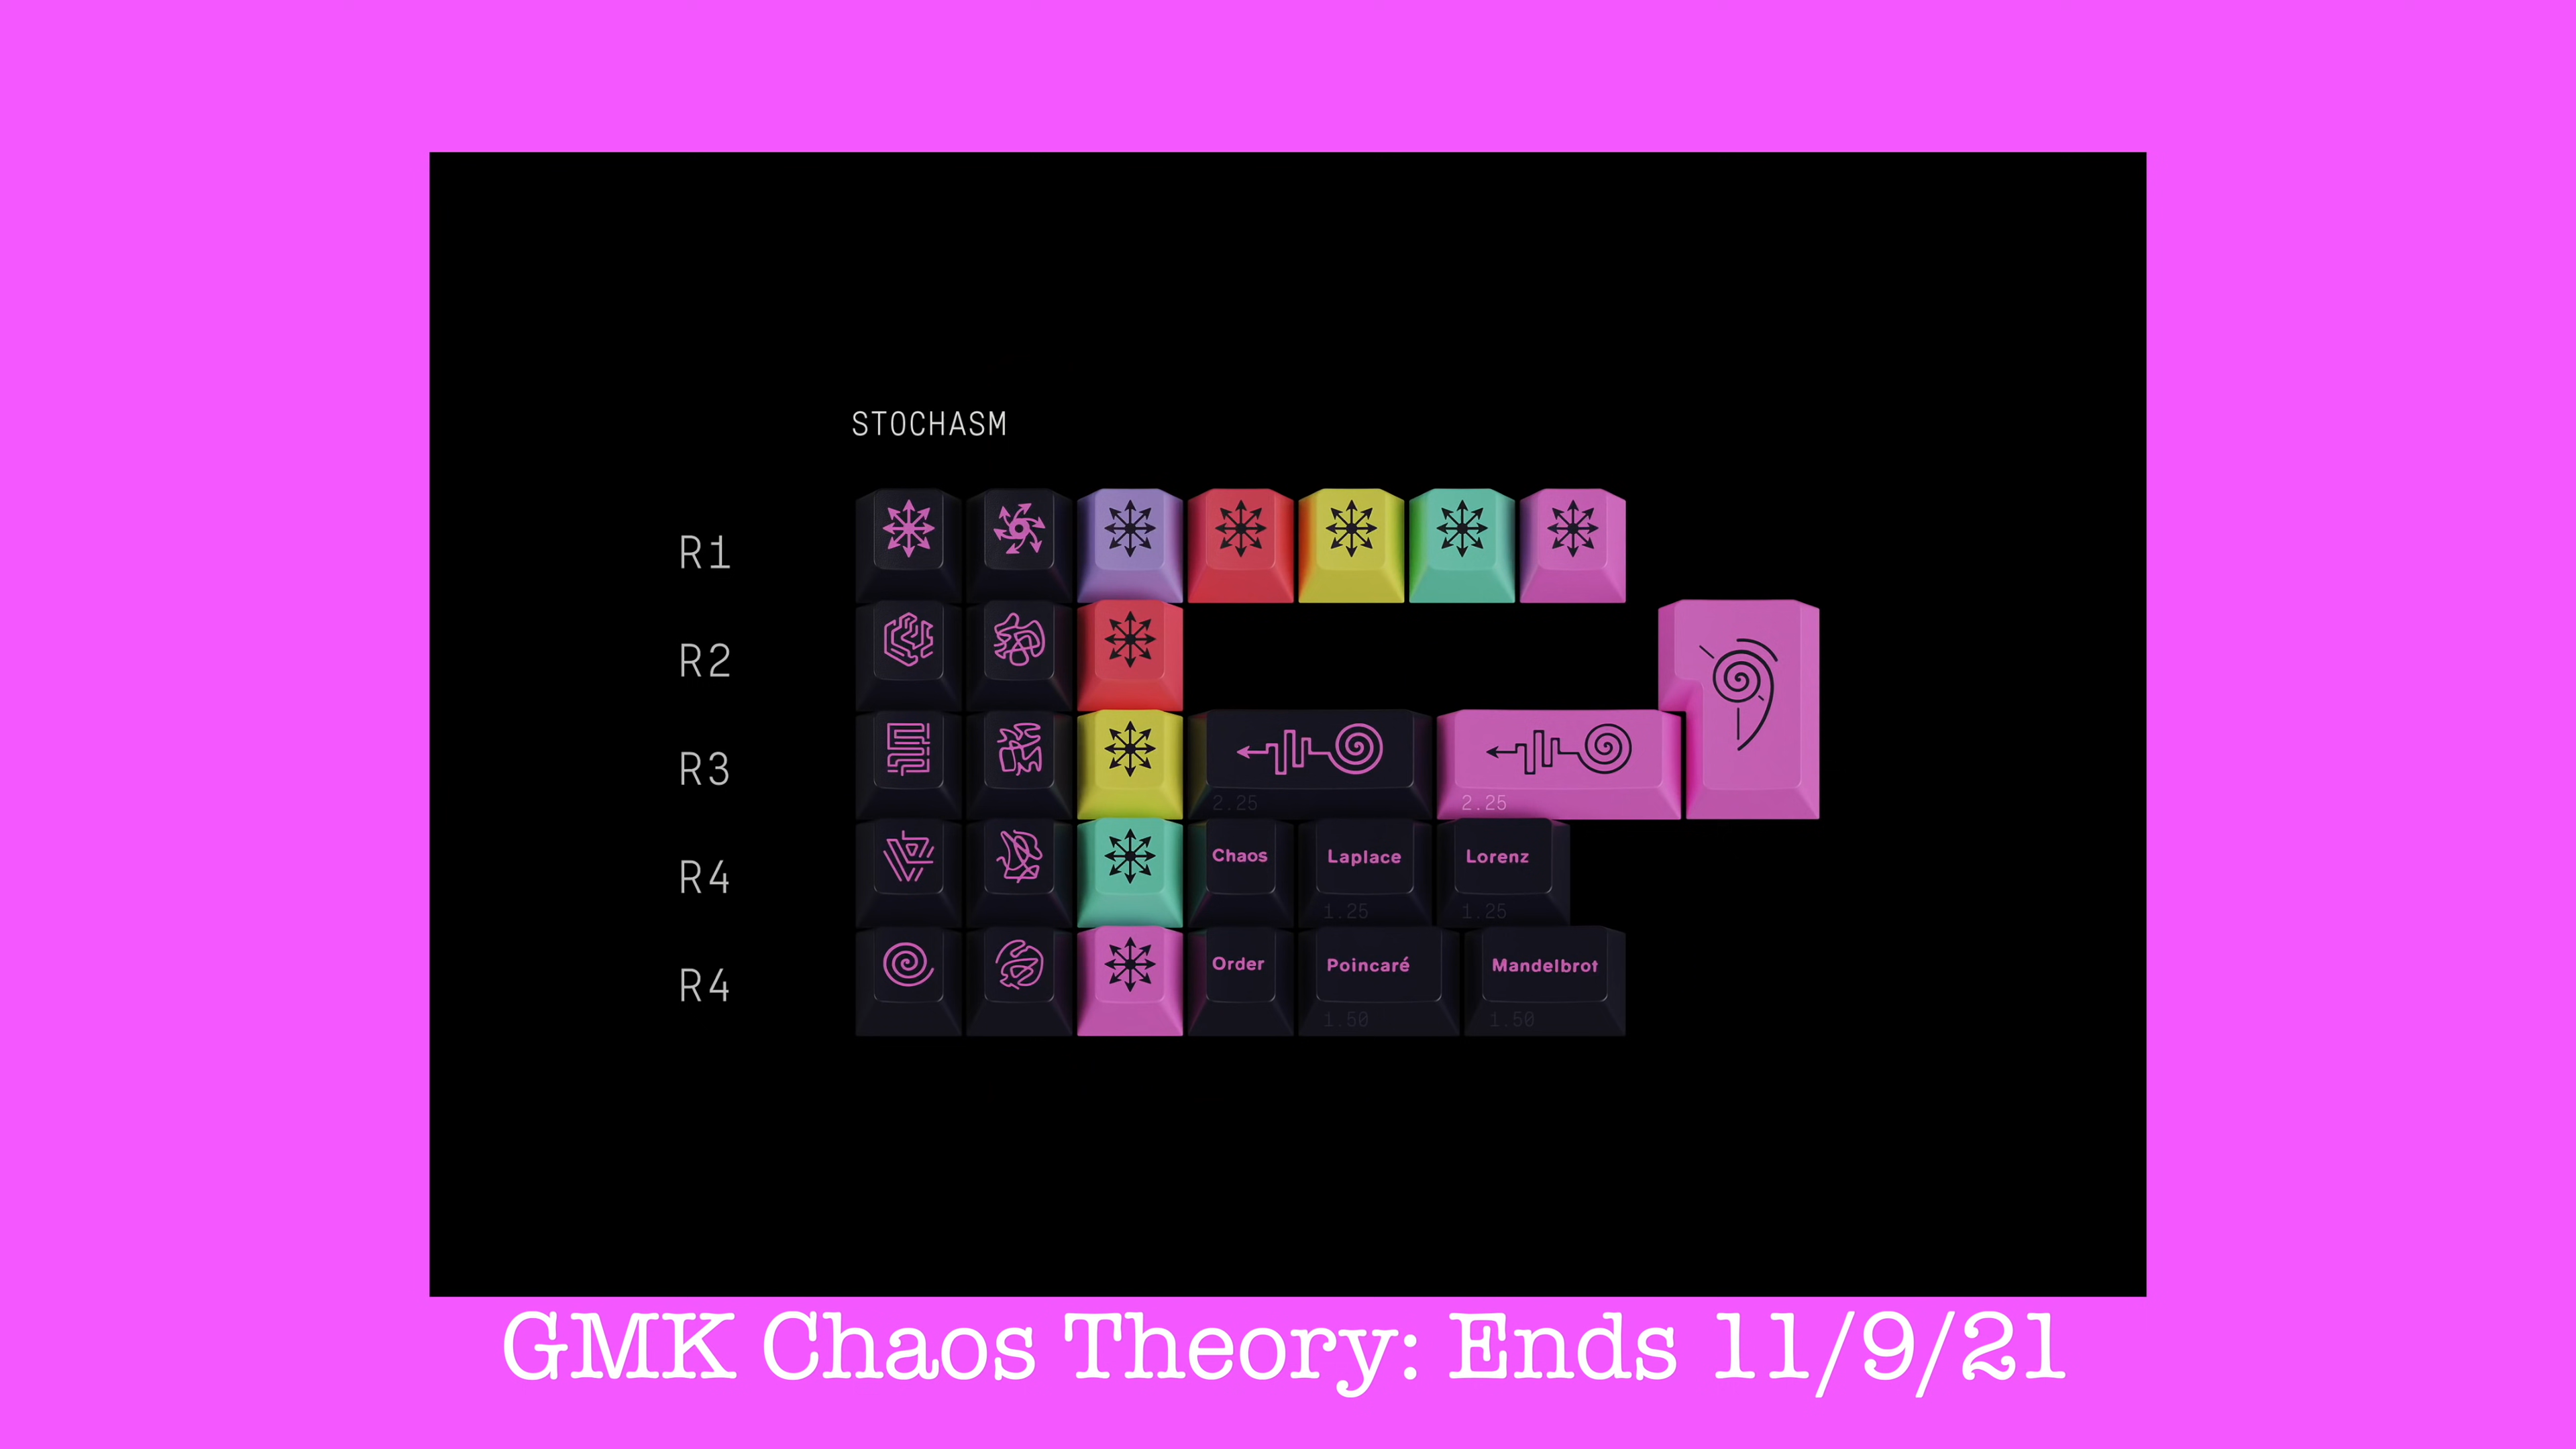 STOCHASM
R1
R2
R3
2.25
2.25
R4
Chaos
Laplace
Lorenz
1.25
1.25
R4
Order
Poincaré
Mandelbrot
1.50
1.50
GMK Chaos Theory: Ends 11/9/21